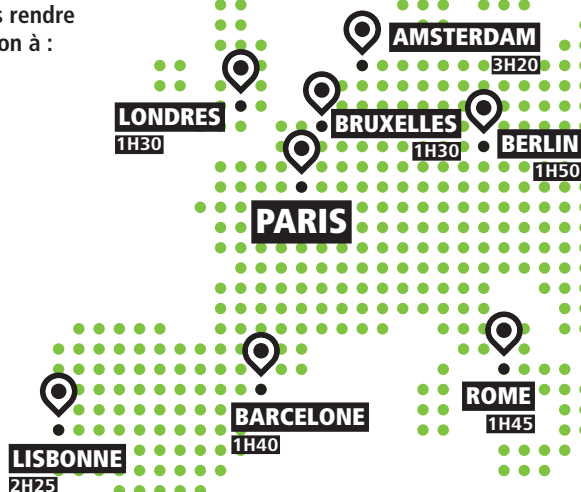 s rendre
on à :
AMSTERDAM
3H20
LONDRES
1H30
BRUXELLES
1H30
BERLIN
1H50
PARIS
BARCELONE
1H40
ROME
1H45
LISBONNE
2H25